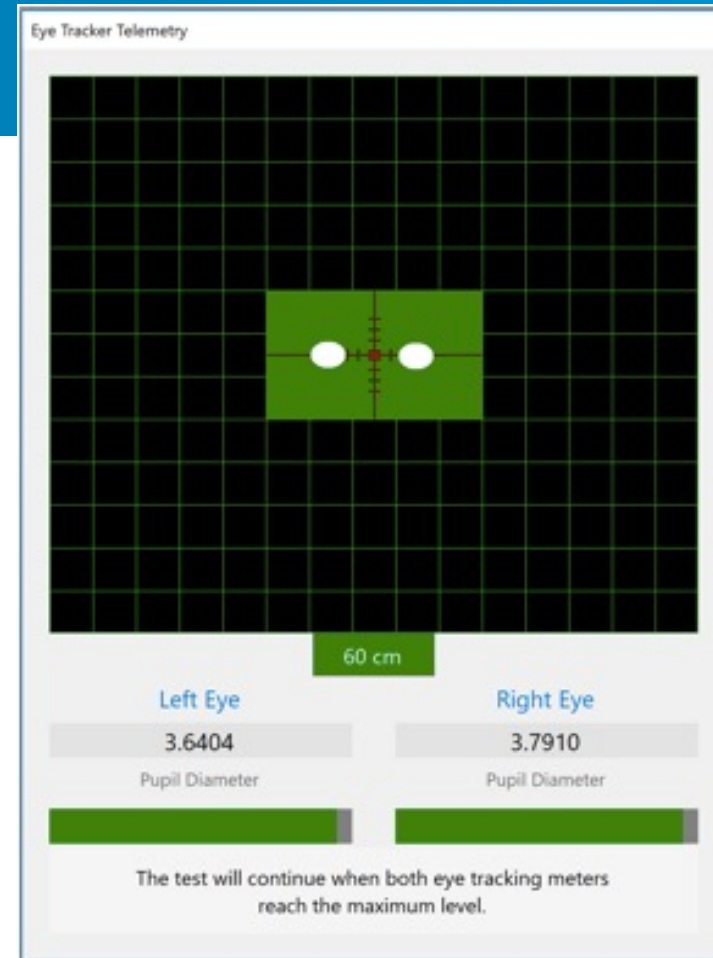 Eye Tracker Telemetry
60 cm
Left Eye
Right Eye
3.6404
3.7910
Pupil Diameter
Pupil Diameter
The test will continue when both eye tracking meters
reach the maximum level.